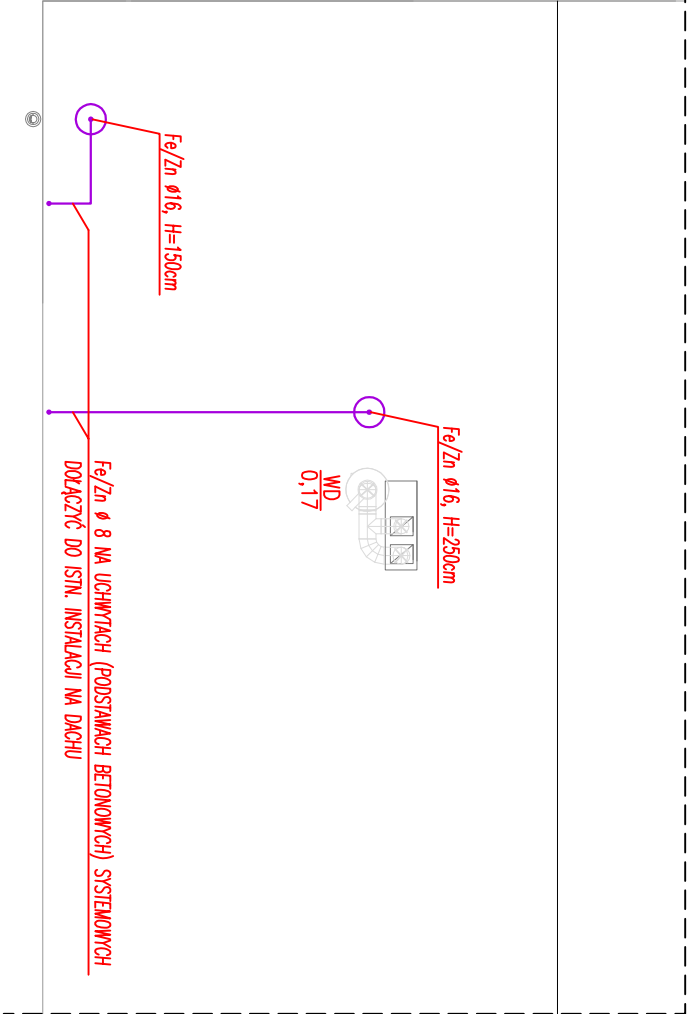 Fe/Zn ø16, H=150cm
Fe/Zn ø16, H=250cm
WD
0,17
Fe/Zn ø 8 NA UCHWYTACH (PODSTAWACH BETONOWYCH) SYSTEMOWYCH
DOŁĄCZYĆ DO ISTN. INSTALACJI NA DACHU